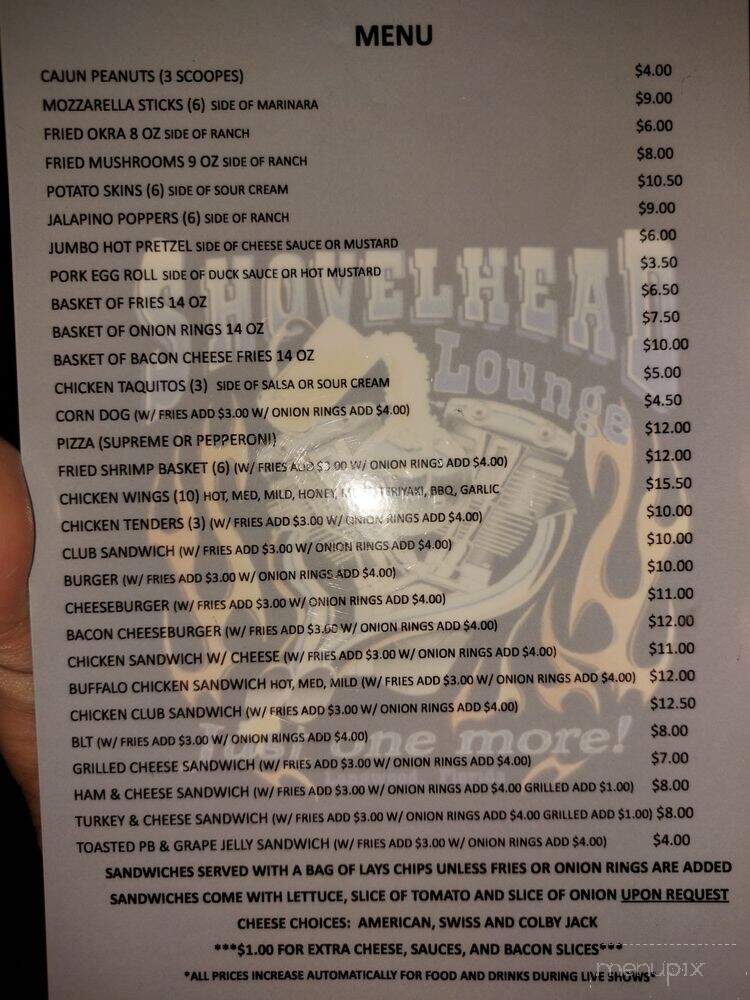 MENU
CAJUN PEANUTS (3 SCOOPES) $4.00
MOZZARELLA STICKS (6) SIDE OF MARINARA $9.00
FRIED OKRA 8 OZ SIDE OF RANCH $6.00
FRIED MUSHROOMS 9 OZ SIDE OF RANCH $8.00
POTATO SKINS (6) SIDE OF SOUR CREAM $10.50
JALAPINO POPPERS (6) SIDE OF RANCH $9.00
JUMBO HOT PRETZEL SIDE OF CHEESE SAUCE OR MUSTARD $6.00
PORK EGG ROLL SIDE OF DUCK SAUCE OR HOT MUSTARD $3.50
BASKET OF FRIES 14 OZ $6.50
BASKET OF ONION RINGS 14 OZ $7.50
BASKET OF BACON CHEESE FRIES 14 OZ $10.00
CHICKEN TAQUITOS (3) SIDE OF SALSA OR SOUR CREAM $5.00
CORN DOG (W/ FRIES ADD $3.00 W/ ONION RINGS ADD $4.00) $4.50
PIZZA (SUPREME OR PEPPERONI) $12.00
FRIED SHRIMP BASKET (6) (W/ FRIES ADD $3.00 W/ ONION RINGS ADD $4.00) $12.00
CHICKEN WINGS (10) HOT, MED, MILD, HONEY, TERIYAKI, BBQ, GARLIC $15.50
CHICKEN TENDERS (3) (W/ FRIES ADD $3.00 W/ ONION RINGS ADD $4.00) $10.00
CLUB SANDWICH (W/ FRIES ADD $3.00 W/ ONION RINGS ADD $4.00) $10.00
BURGER (W/ FRIES ADD $3.00 W/ ONION RINGS ADD $4.00) $10.00
CHEESEBURGER (W/ FRIES ADD $3.00 W/ ONION RINGS ADD $4.00) $11.00
BACON CHEESEBURGER (W/ FRIES ADD $3.00 W/ ONION RINGS ADD $4.00) $12.00
CHICKEN SANDWICH W/ CHEESE (W/ FRIES ADD $3.00 W/ ONION RINGS ADD $4.00) $11.00
BUFFALO CHICKEN SANDWICH HOT, MED, MILD (W/ FRIES ADD $3.00 W/ ONION RINGS ADD $4.00) $12.00
CHICKEN CLUB SANDWICH (W/ FRIES ADD $3.00 W/ ONION RINGS ADD $4.00) $12.50
BLT (W/ FRIES ADD $3.00 W/ ONION RINGS ADD $4.00) $8.00
GRILLED CHEESE SANDWICH (W/ FRIES ADD $3.00 W/ ONION RINGS ADD $4.00) $7.00
HAM & CHEESE SANDWICH (W/ FRIES ADD $3.00 W/ ONION RINGS ADD $4.00 GRILLED ADD $1.00) $8.00
TURKEY & CHEESE SANDWICH (W/ FRIES ADD $3.00 W/ ONION RINGS ADD $4.00 GRILLED ADD $1.00) $8.00
TOASTED PB & GRAPE JELLY SANDWICH (W/ FRIES ADD $3.00 W/ ONION RINGS ADD $4.00) $4.00
SANDWICHES SERVED WITH A BAG OF LAYS CHIPS UNLESS FRIES OR ONION RINGS ARE ADDED
SANDWICHES COME WITH LETTUCE, SLICE OF TOMATO AND SLICE OF ONION UPON REQUEST
CHEESE CHOICES: AMERICAN, SWISS AND COLBY JACK
***$1.00 FOR EXTRA CHEESE, SAUCES, AND BACON SLICES***
*ALL PRICES INCREASE AUTOMATICALLY FOR FOOD AND DRINKS DURING LIVE SHOWS*
SHOVELHEAD
Lounge
Just one more!
menupix